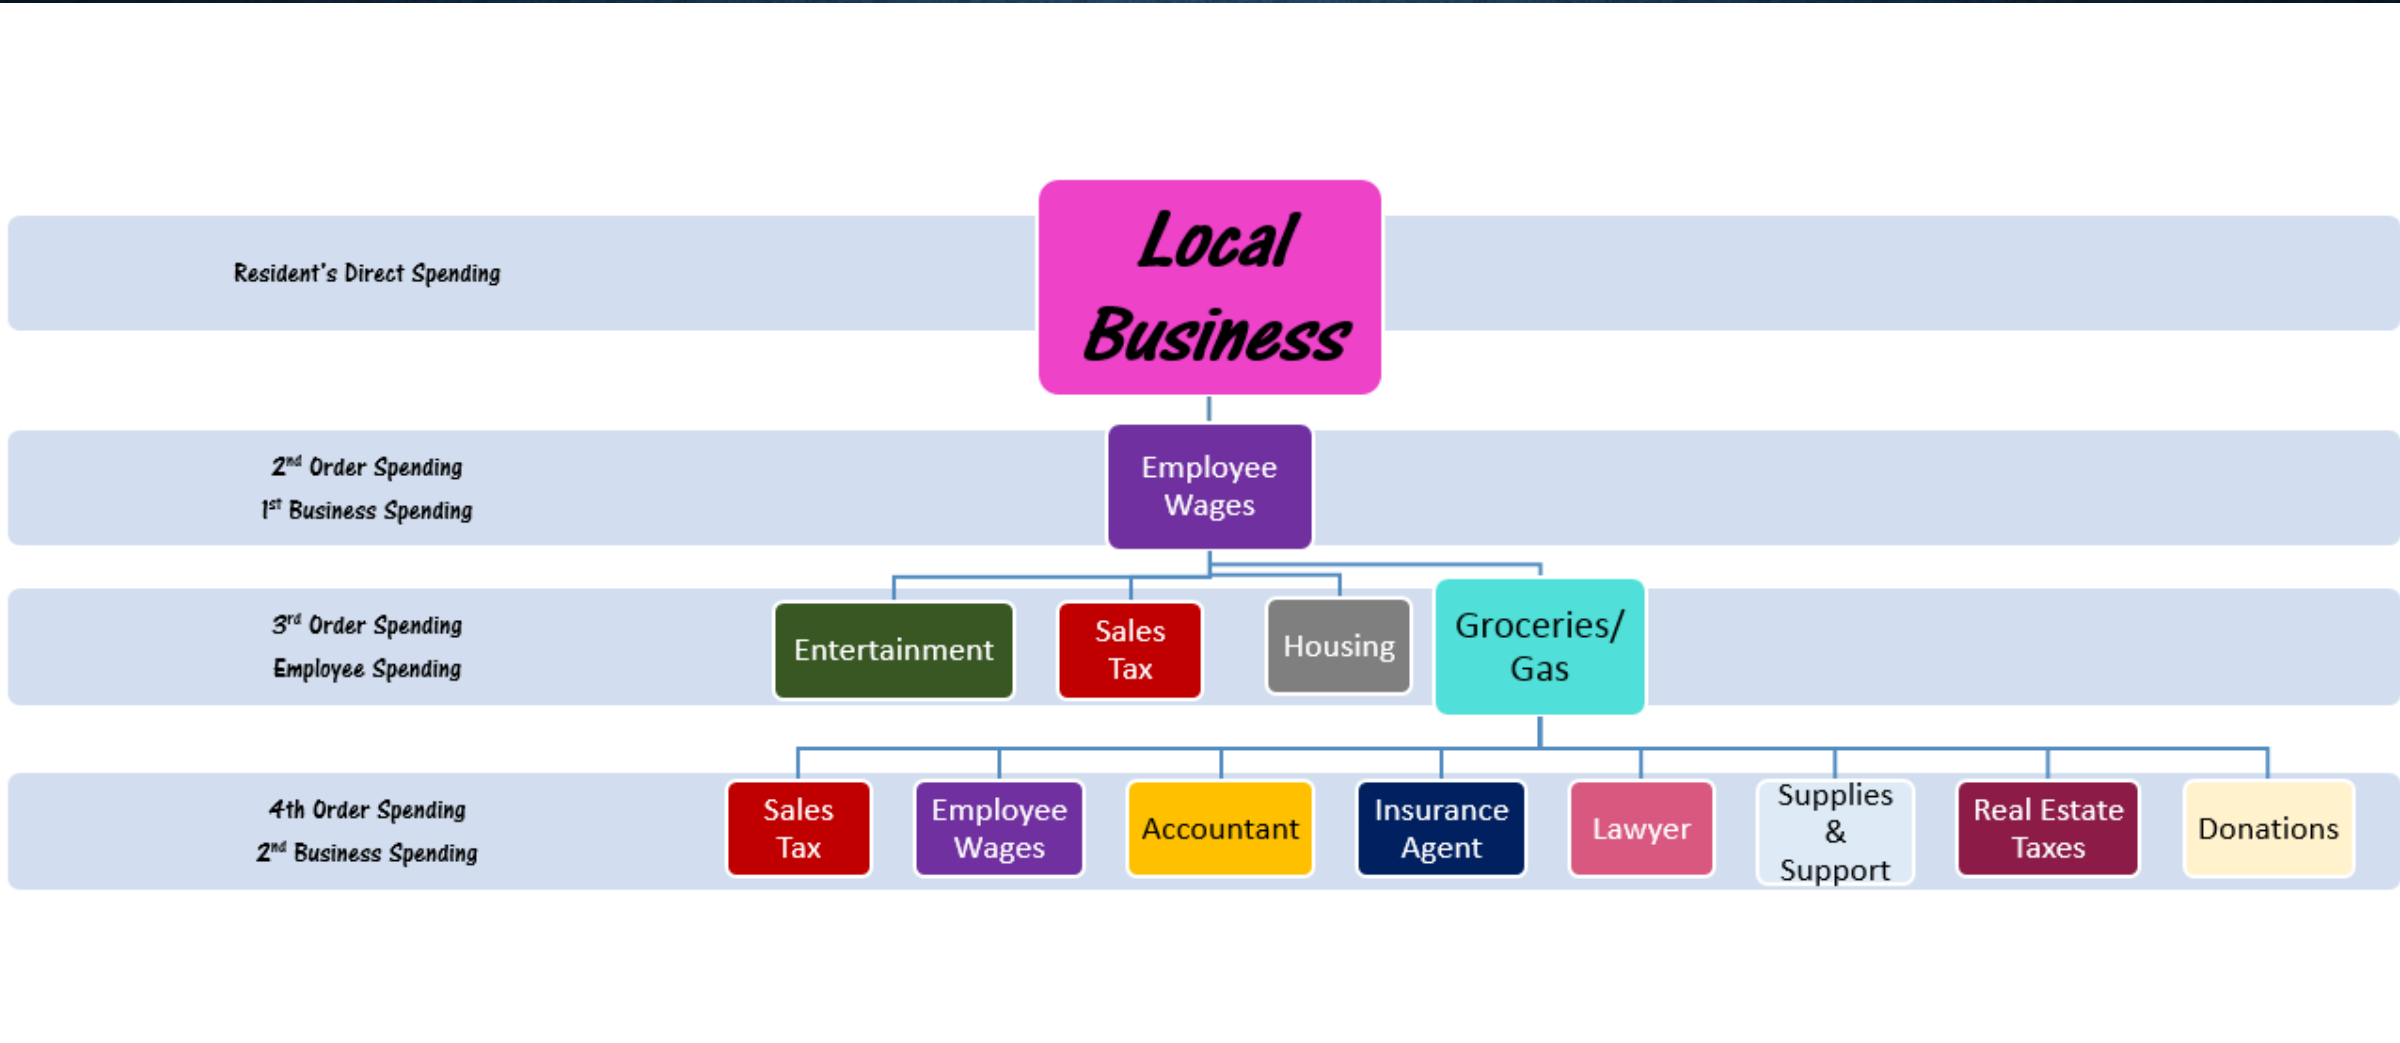 Local
Business
Resident's Direct Spending
2nd Order Spending
1st Business Spending
Employee
Wages
3rd Order Spending
Employee Spending
Entertainment
Sales
Tax
Housing
Groceries/
Gas
4th Order Spending
2nd Business Spending
Sales
Tax
Employee
Wages
Accountant
Insurance
Agent
Lawyer
Supplies
&
Support
Real Estate
Taxes
Donations